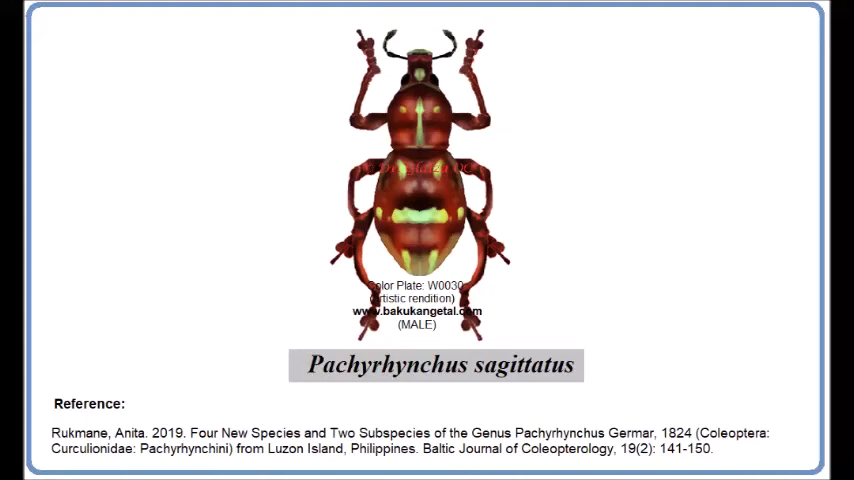 Color Plate: W0030
(Artistic rendition)
www.bakukangetal.com
(MALE)
Pachyrhynchus sagittatus
Reference:
Rukmane, Anita. 2019. Four New Species and Two Subspecies of the Genus Pachyrhynchus Germar, 1824 (Coleoptera:
Curculionidae: Pachyrhynchini) from Luzon Island, Philippines. Baltic Journal of Coleopterology, 19(2): 141-150.